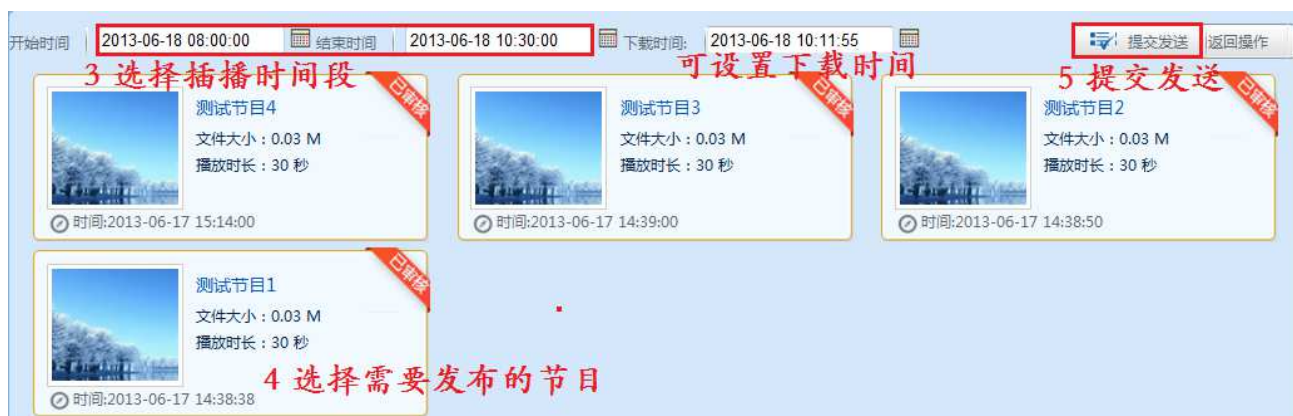 开始时间 2013-06-18 08:00:00 结束时间 2013-06-18 10:30:00 下载时间: 2013-06-18 10:11:55 提交发送 返回操作
3 选择插播时间段 可设置下载时间 5 提交发送
测试节目4
文件大小：0.03 M
播放时长：30 秒
时间:2013-06-17 15:14:00
已审核
测试节目3
文件大小：0.03 M
播放时长：30 秒
时间:2013-06-17 14:39:00
已审核
测试节目2
文件大小：0.03 M
播放时长：30 秒
时间:2013-06-17 14:38:50
已审核
测试节目1
文件大小：0.03 M
播放时长：30 秒
时间:2013-06-17 14:38:38
已审核
4 选择需要发布的节目